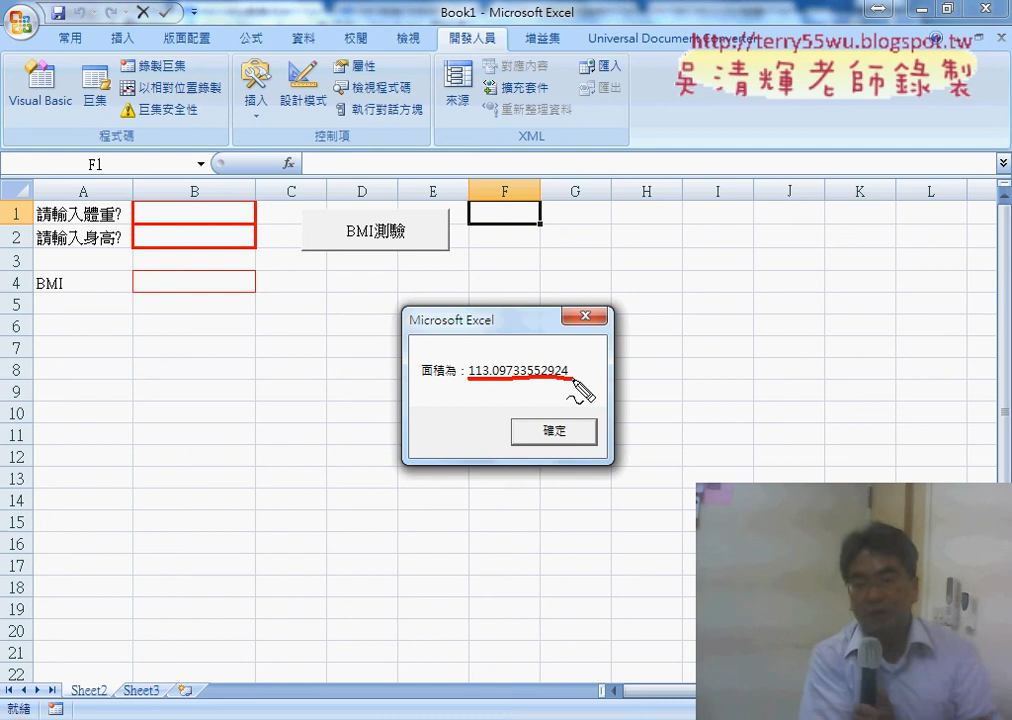 Book1 - Microsoft Excel
常用 插入 版面配置 公式 資料 校閱 檢視 開發人員 增益集 Universal Document Converter
http://terry55wu.blogspot.tw
吳清輝老師錄製
Visual Basic 巨集 錄製巨集 插入 設計模式 屬性 來源 對應內容 匯入
以相對位置錄製 檢視程式碼 擴充套件 匯出
巨集安全性 執行對話方塊 重新整理資料
程式碼 控制項 XML
F1 fx
A B C D E F G H I J K L
1 請輸入體重?
BMI測驗
2 請輸入身高?
3
4 BMI
5
6
7
8
9
10
11
12
13
14
15
16
17
18
19
20
21
22
Microsoft Excel
面積為：113.09733552924
確定
Sheet2 Sheet3
就緒